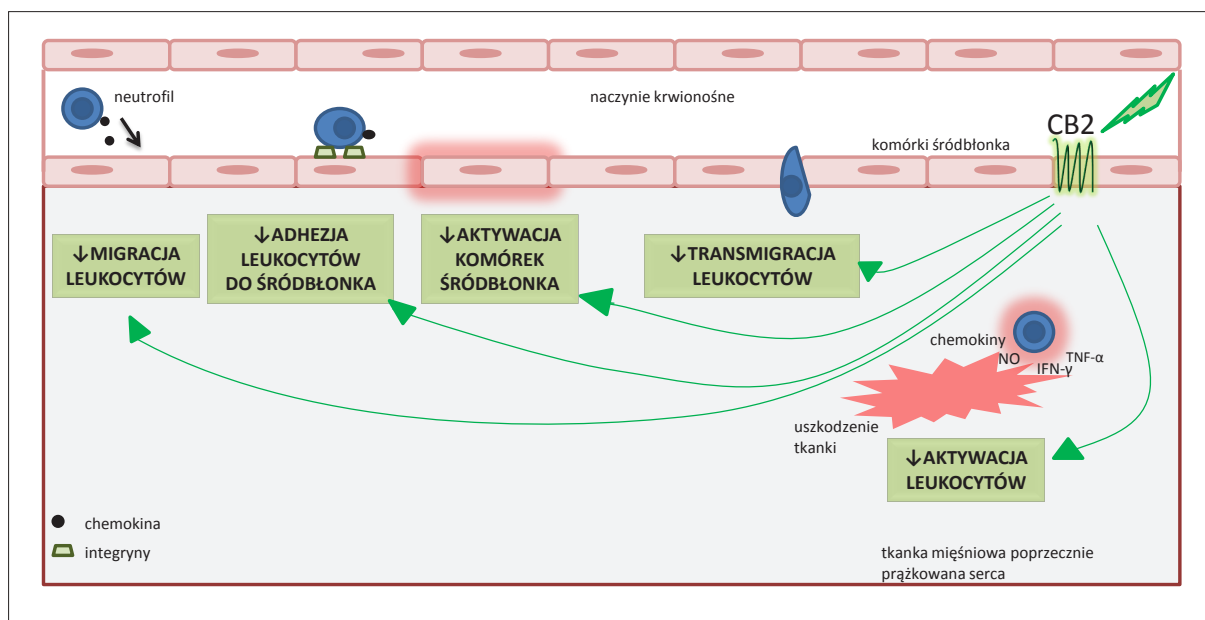 neutrofil
naczynie krwionośne
CB2
komórki śródbłonka
↓MIGRACJA
LEUKOCYTÓW
↓ADHEZJA
LEUKOCYTÓW
DO ŚRÓDBŁONKA
↓AKTYWACJA
KOMÓREK
ŚRÓDBŁONKA
↓TRANSMIGRACJA
LEUKOCYTÓW
chemokiny
NO
IFN-γ
TNF-α
uszkodzenie
tkanki
↓AKTYWACJA
LEUKOCYTÓW
chemokina
integryny
tkanka mięśniowa poprzecznie
prążkowana serca